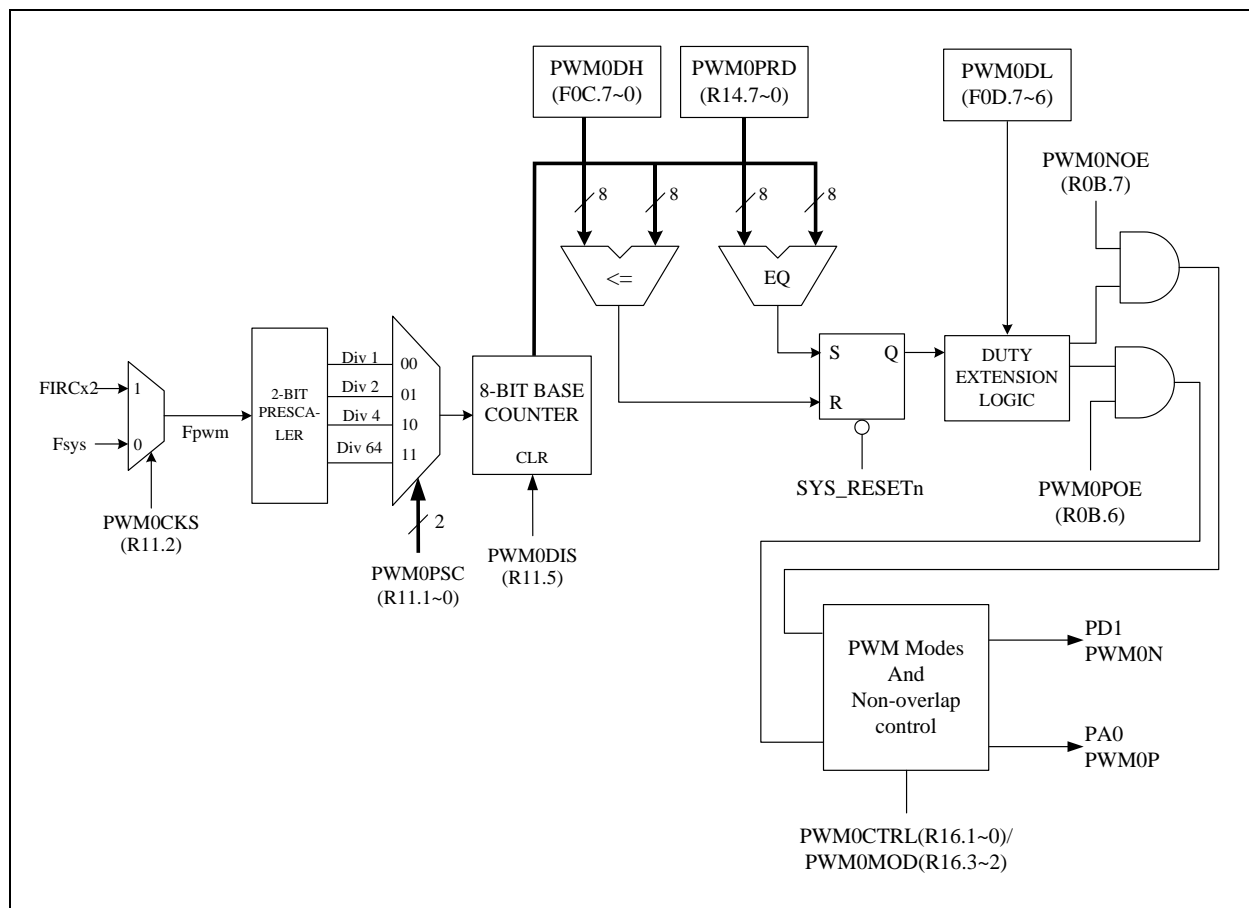 PWM0DH
(F0C.7~0)
PWM0PRD
(R14.7~0)
PWM0DL
(F0D.7~6)
PWM0NOE
(R0B.7)
8
8
8
8
<=
EQ
FIRCx2
Fsys
1
0
Fpwm
PWM0CKS
(R11.2)
2-BIT
PRESCA-
LER
Div 1
Div 2
Div 4
Div 64
00
01
10
11
2
PWM0PSC
(R11.1~0)
8-BIT BASE
COUNTER
CLR
PWM0DIS
(R11.5)
S
Q
R
SYS_RESETn
DUTY
EXTENSION
LOGIC
PWM0POE
(R0B.6)
PWM Modes
And
Non-overlap
control
PD1
PWM0N
PA0
PWM0P
PWM0CTRL(R16.1~0)/
PWM0MOD(R16.3~2)